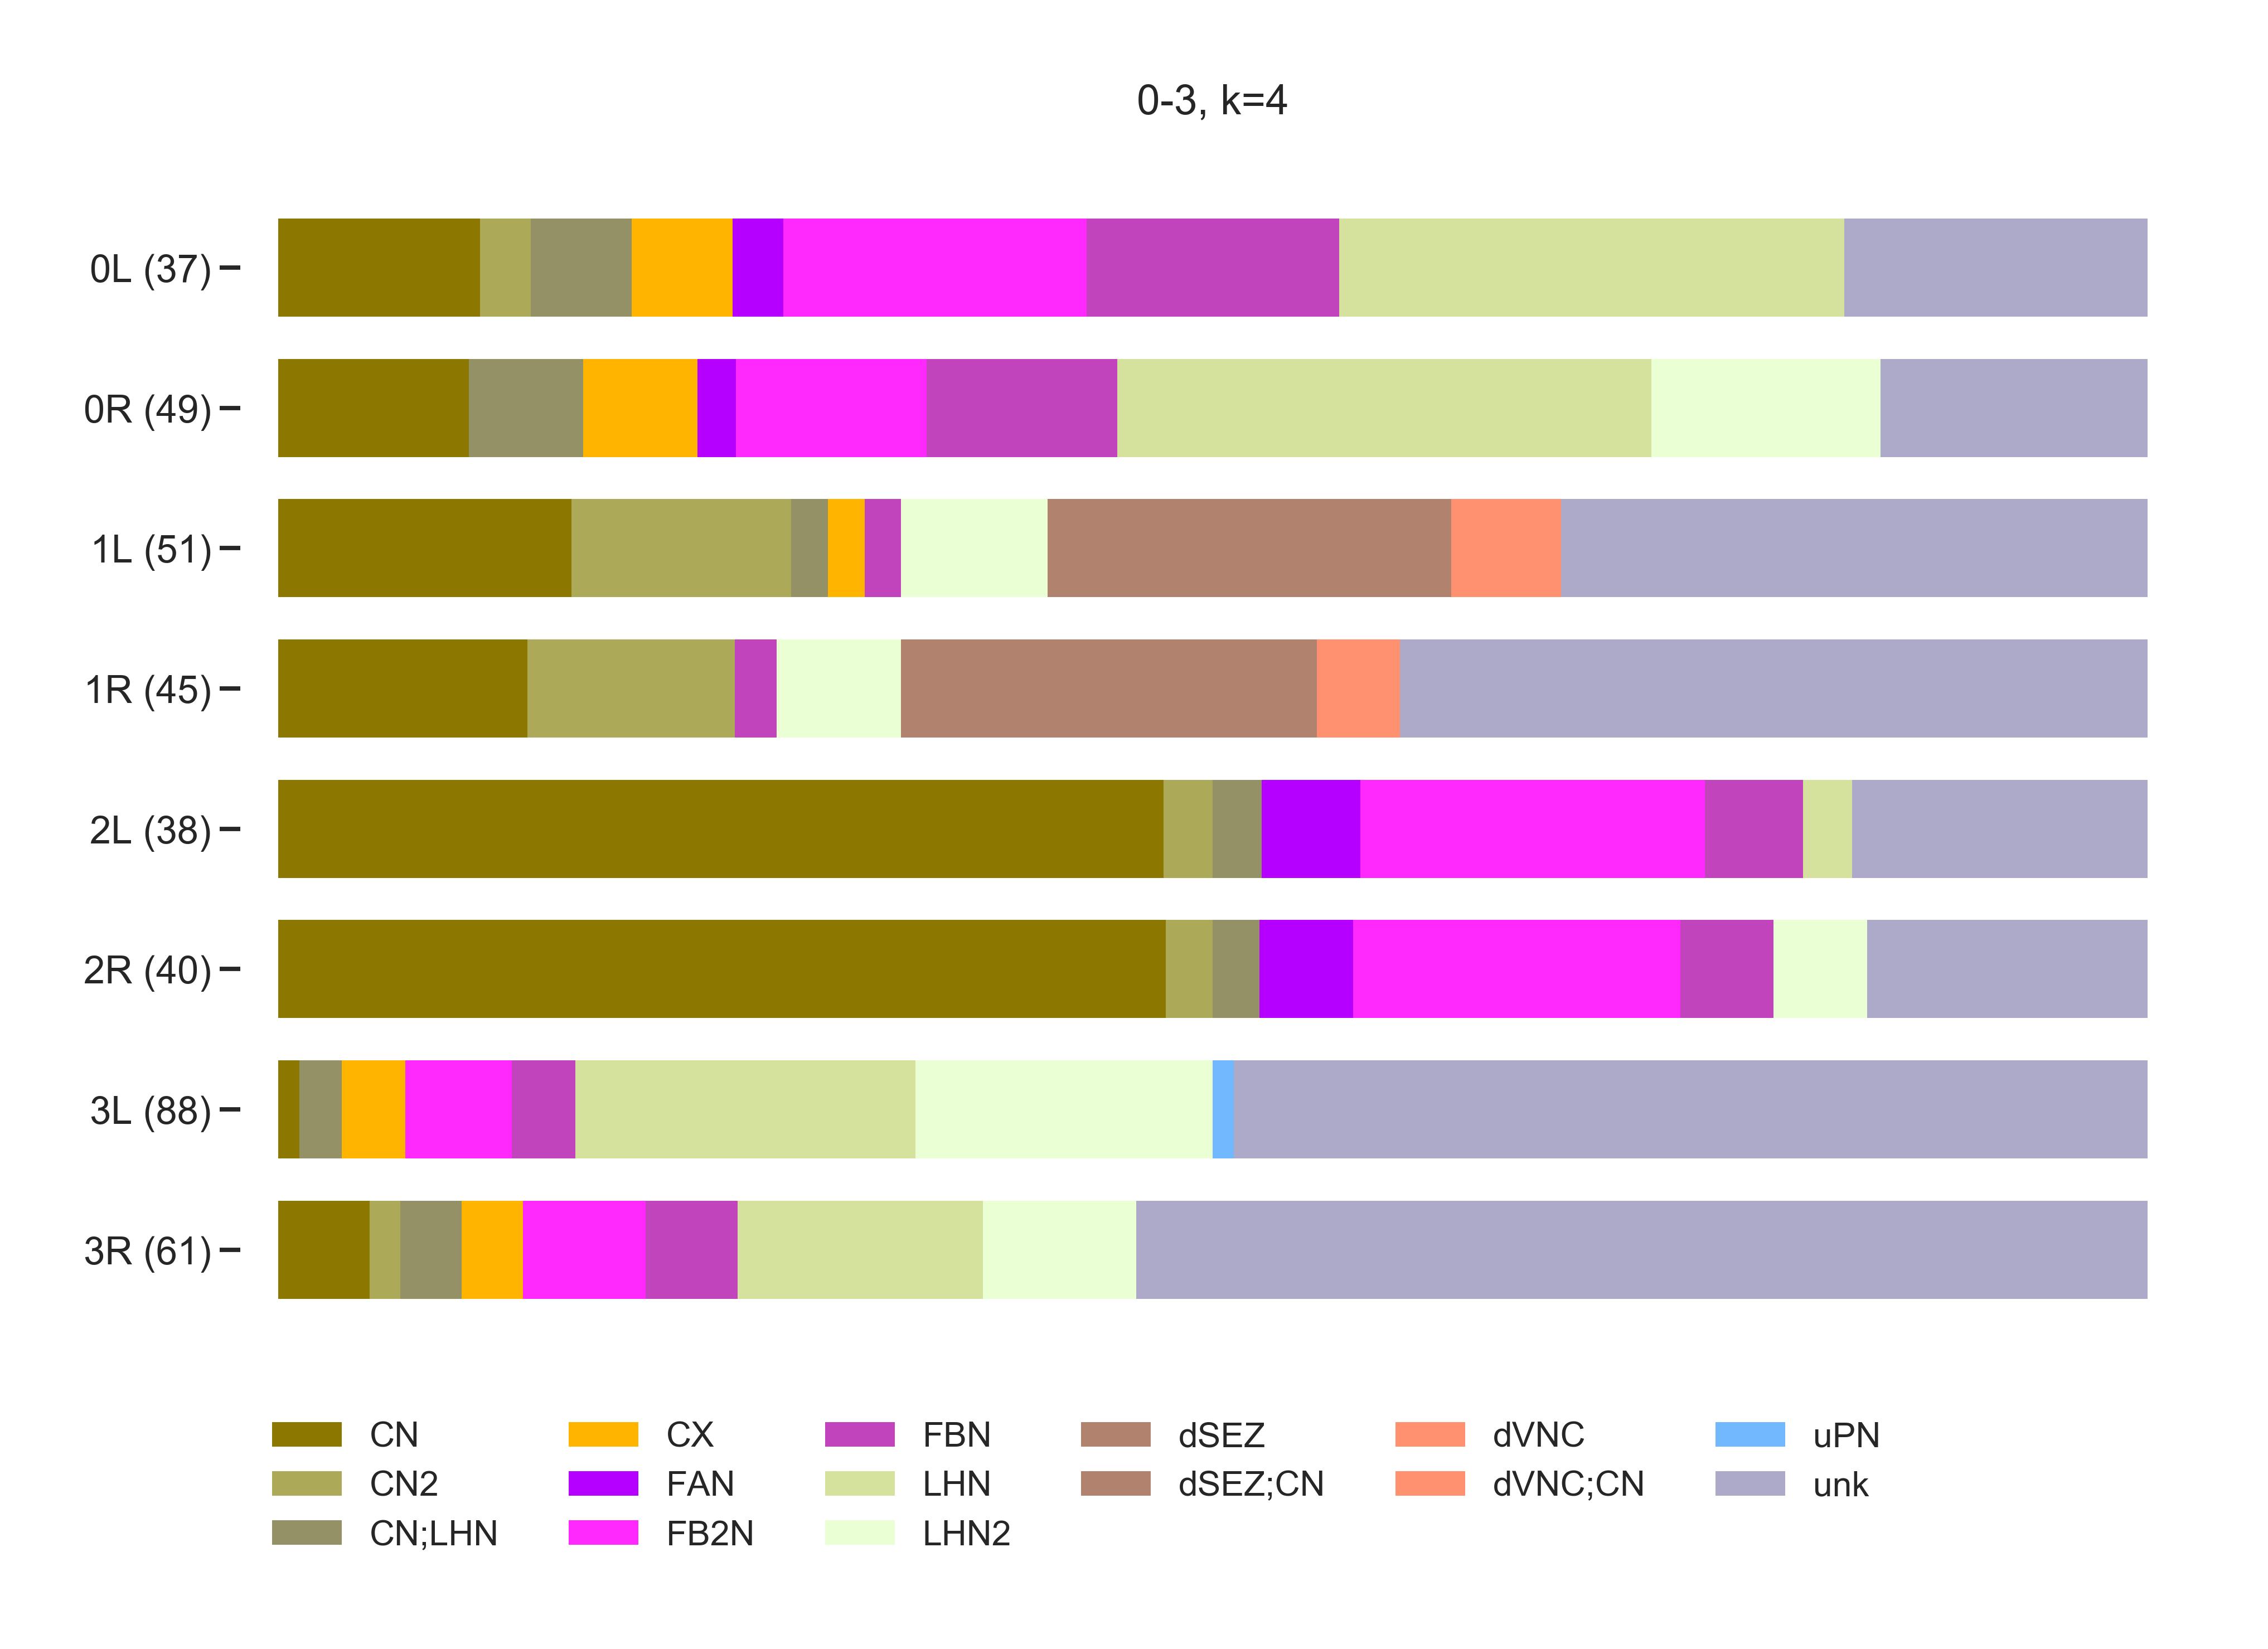 0-3, k=4
0L (37)
0R (49)
1L (51)
1R (45)
2L (38)
2R (40)
3L (88)
3R (61)
CN CX FBN dSEZ dVNC uPN
CN2 FAN LHN dSEZ;CN dVNC;CN unk
CN;LHN FB2N LHN2